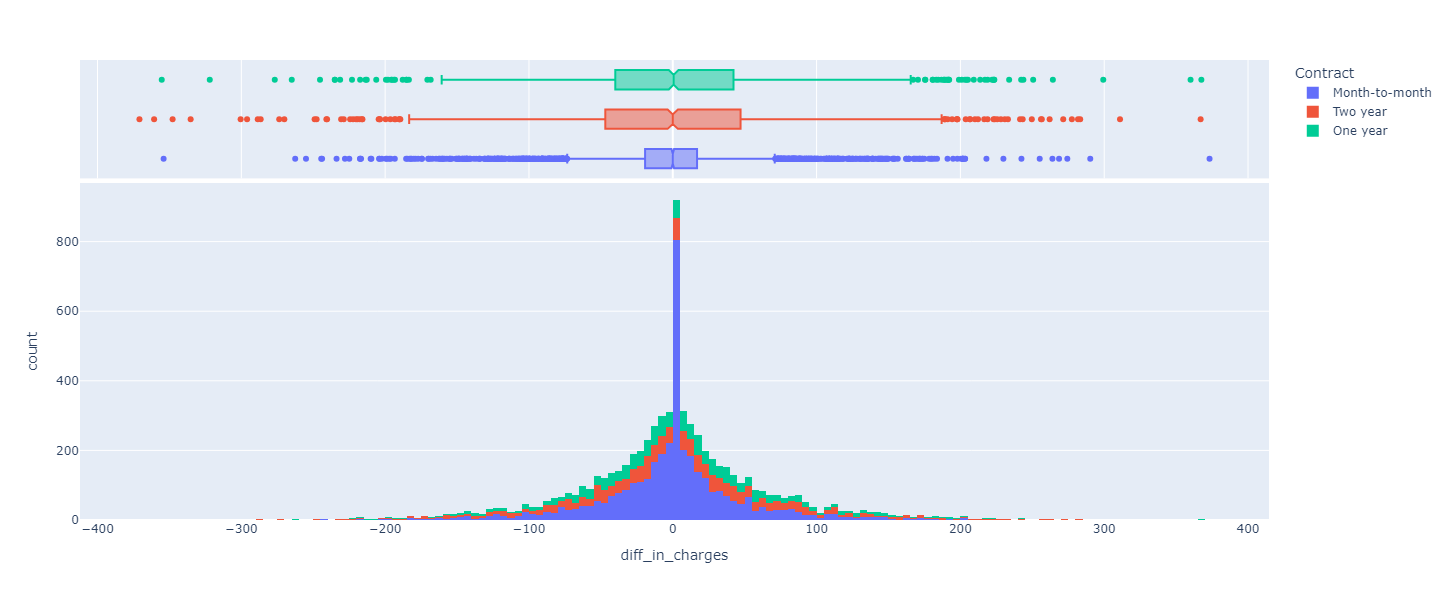 Contract
Month-to-month
Two year
One year
800
600
400
200
0
count
−400 −300 −200 −100 0 100 200 300 400
diff_in_charges